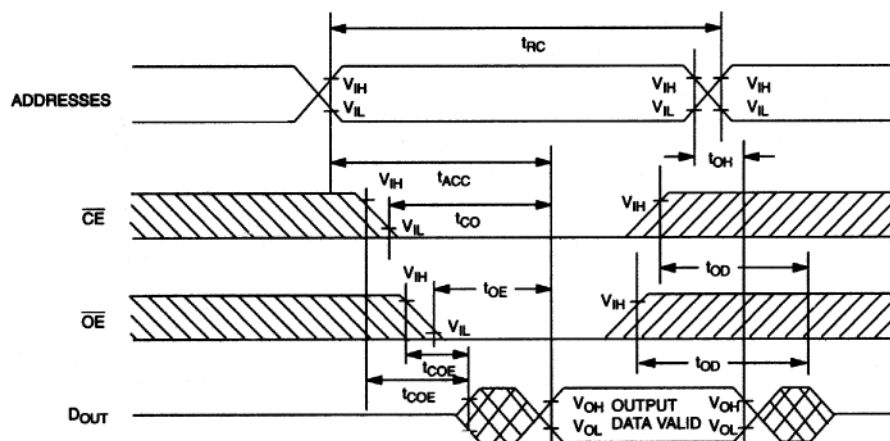 tRC
ADDRESSES
VIH VIH VIH
VIL VIL VIL
tOH
tACC
VIH
CE
VIH
tCO
VIL
tOD
VIH
tOE
VIH
OE
VIL
tCOE
tOD
tCOE
DOUT
VOH OUTPUT VOH
VOL DATA VALID VOL